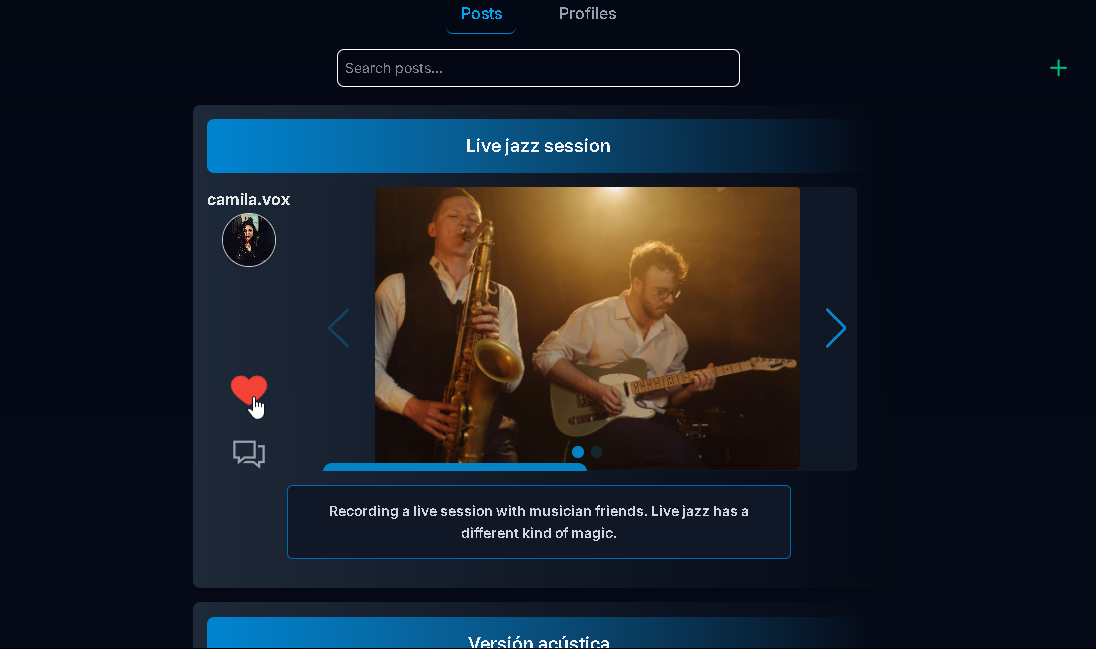 Posts
Profiles
Search posts...
Live jazz session
camila.vox
Recording a live session with musician friends. Live jazz has a
different kind of magic.
Versión acústica